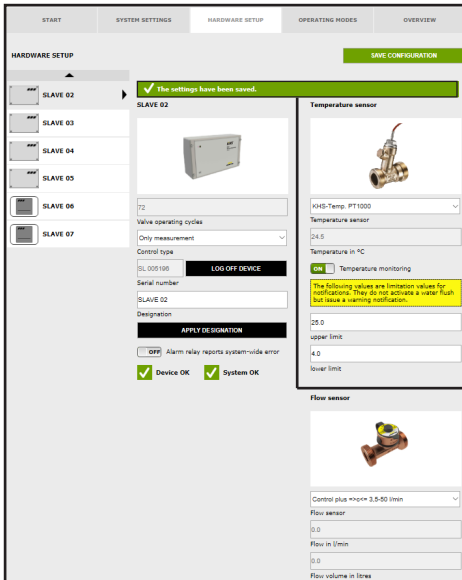 START
SYSTEM SETTINGS
HARDWARE SETUP
OPERATING MODES
OVERVIEW
HARDWARE SETUP
SAVE CONFIGURATION
SLAVE 02
SLAVE 03
SLAVE 04
SLAVE 05
SLAVE 06
SLAVE 07
The settings have been saved.
SLAVE 02
72
Valve operating cycles
Only measurement
Control type
SL 005196
LOG OFF DEVICE
Serial number
SLAVE 02
Designation
APPLY DESIGNATION
OFF Alarm relay reports system-wide error
Device OK
System OK
Temperature sensor
KHS-Temp. PT1000
Temperature sensor
24.5
Temperature in ºC
ON Temperature monitoring
The following values are limitation values for
notifications. They do not activate a water flush
but issue a warning notification.
25.0
upper limit
4.0
lower limit
Flow sensor
Control plus =>c<= 3,5-50 l/min
Flow sensor
0.0
Flow in l/min
0.0
Flow volume in litres